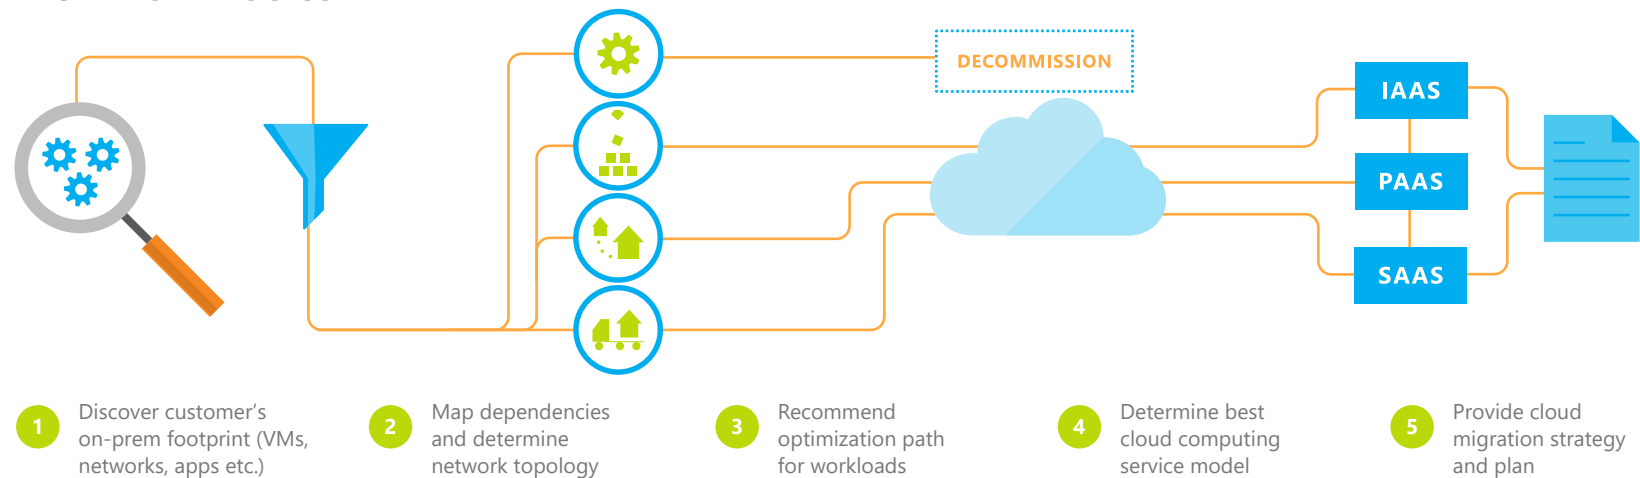 DECOMMISSION
IAAS
PAAS
SAAS
1
Discover customer's
on-prem footprint (VMs,
networks, apps etc.)
2
Map dependencies
and determine
network topology
3
Recommend
optimization path
for workloads
4
Determine best
cloud computing
service model
5
Provide cloud
migration strategy
and plan